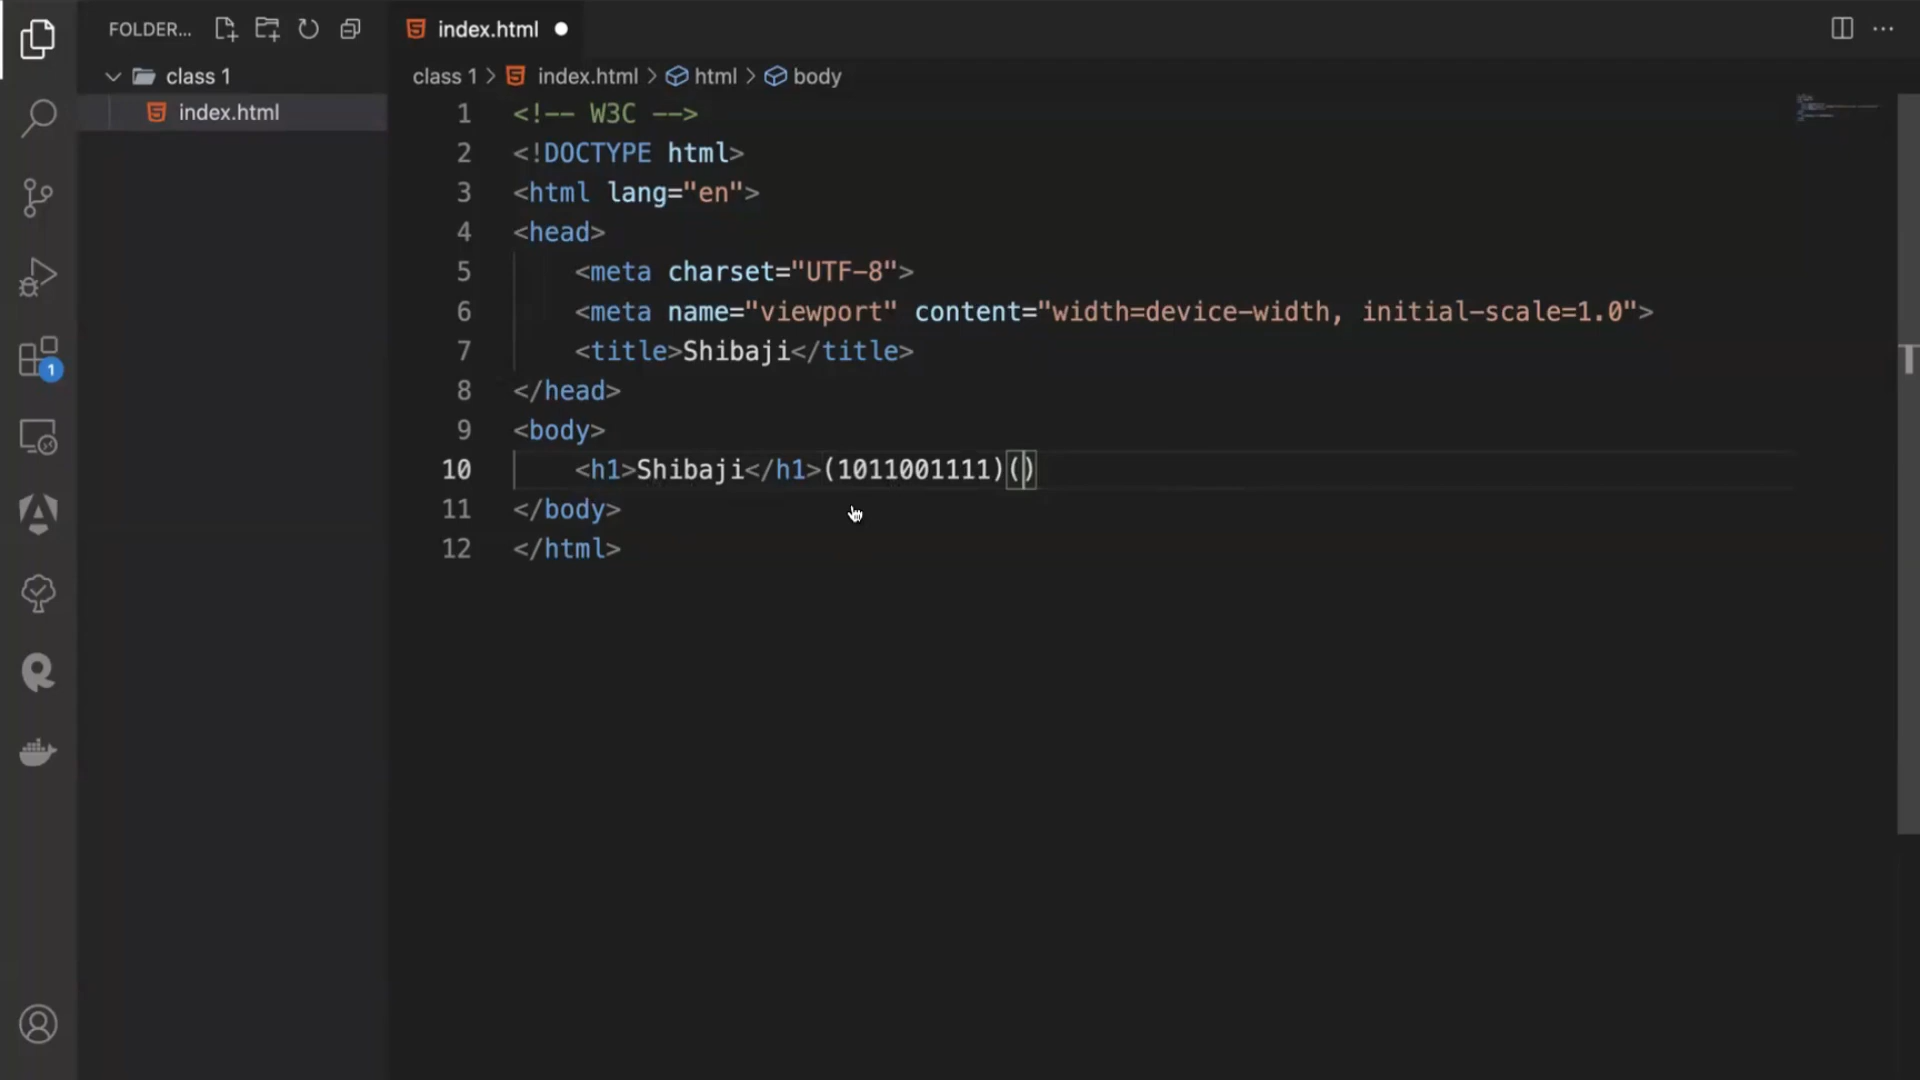 FOLDER...
index.html
class 1
index.html
class 1 > index.html > html > body
1 <!-- W3C -->
2 <!DOCTYPE html>
3 <html lang="en">
4 <head>
5 <meta charset="UTF-8">
6 <meta name="viewport" content="width=device-width, initial-scale=1.0">
7 <title>Shibaji</title>
8 </head>
9 <body>
10 <h1>Shibaji</h1>(1011001111)()
11 </body>
12 </html>
1